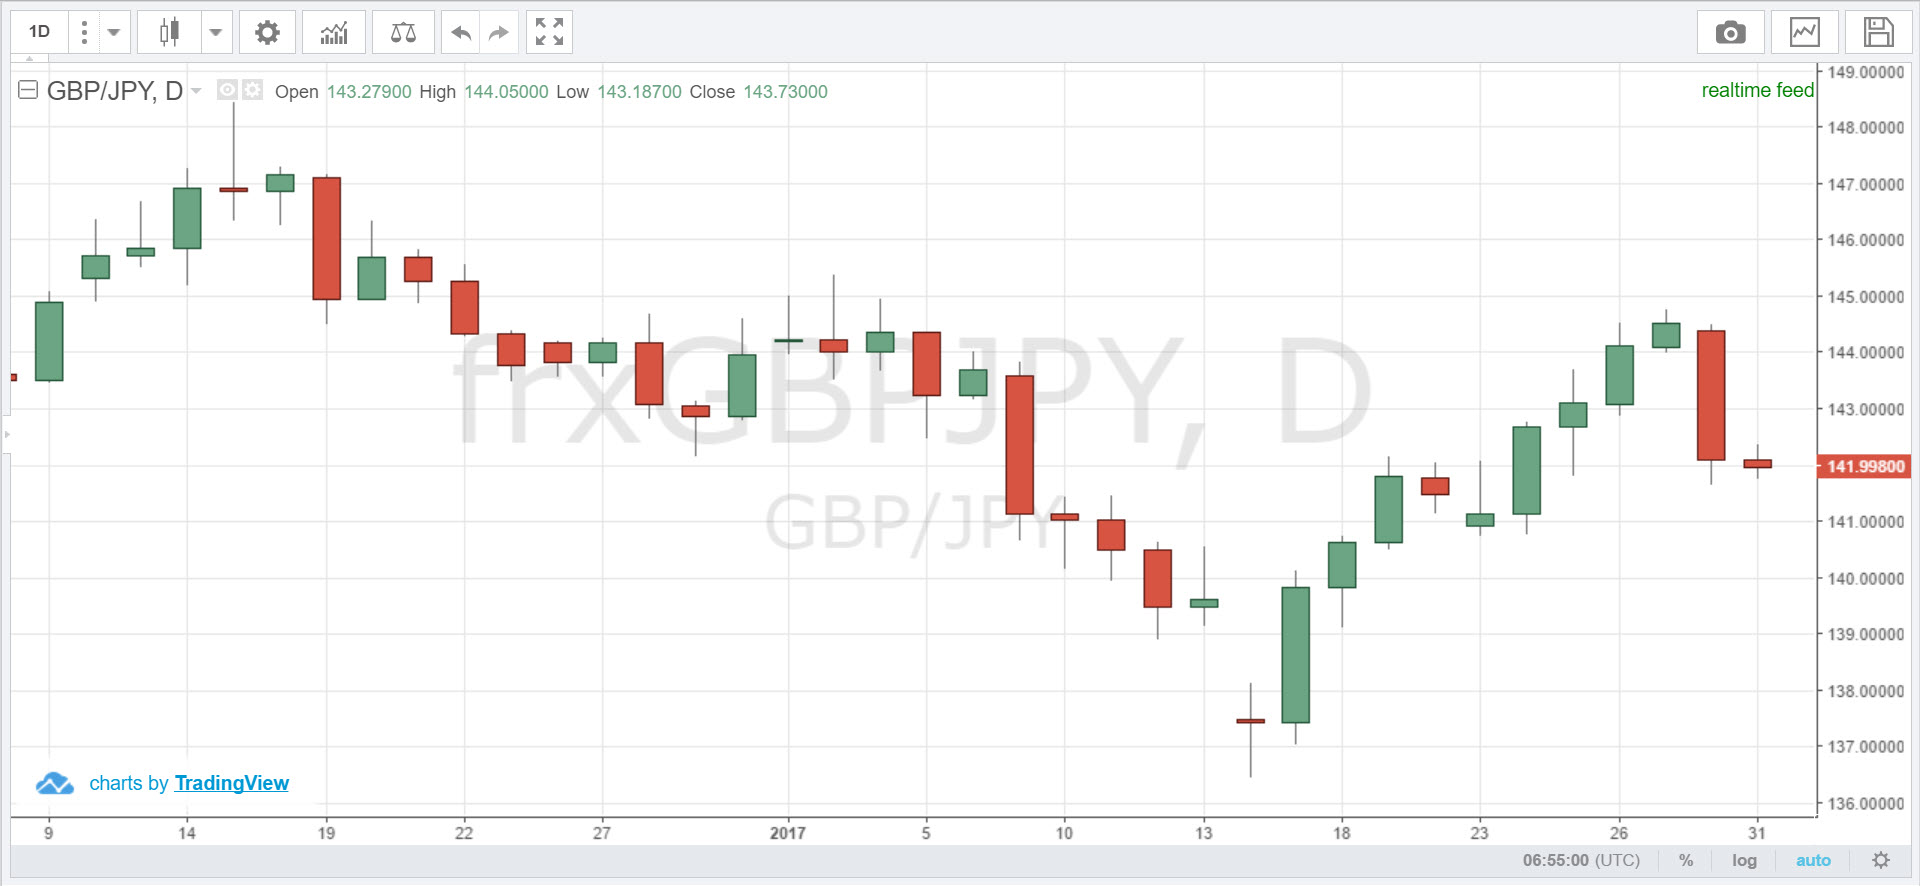 1D
GBP/JPY, D Open 143.27900 High 144.05000 Low 143.18700 Close 143.73000
realtime feed
149.00000
148.00000
147.00000
146.00000
145.00000
144.00000
143.00000
141.99800
141.00000
140.00000
139.00000
138.00000
137.00000
136.00000
frxGBPJPY, D
GBP/JPY
charts by TradingView
9 14 19 22 27 2017 5 10 13 18 23 26 31
06:55:00 (UTC) % log auto